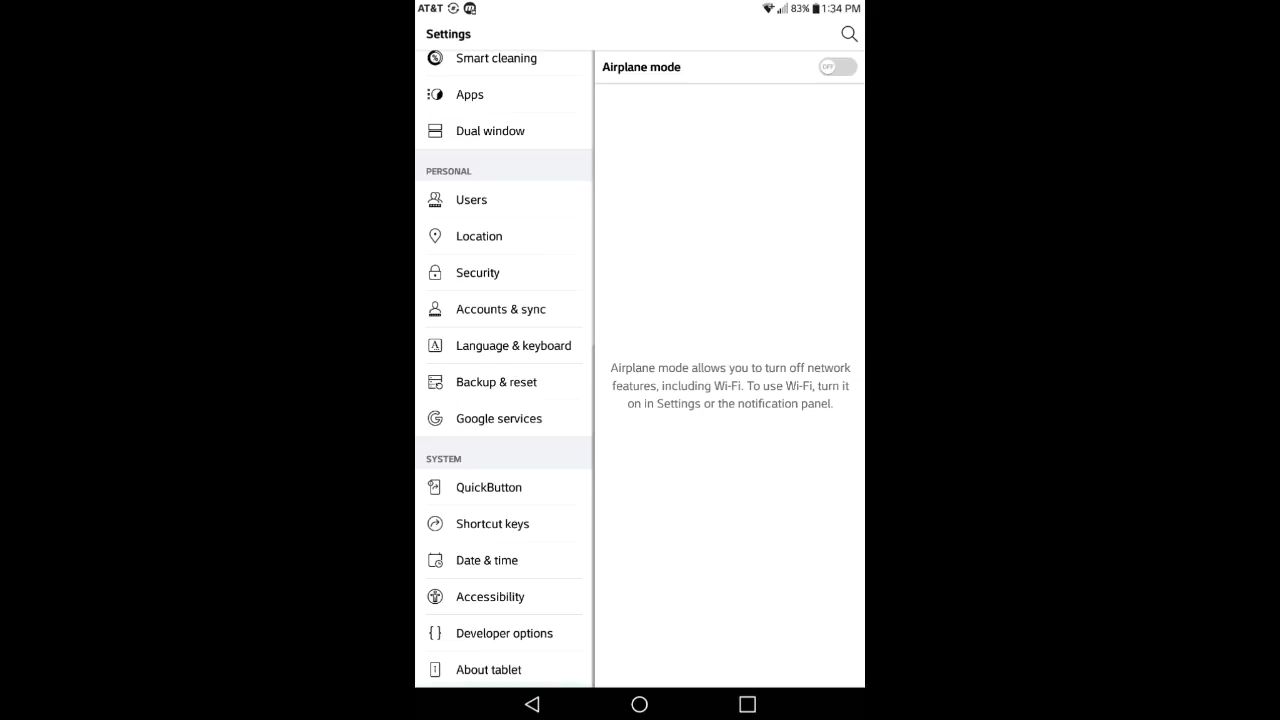 AT&T 83% 1:34 PM
Settings
Smart cleaning
Apps
Dual window
PERSONAL
Users
Location
Security
Accounts & sync
Language & keyboard
Backup & reset
Google services
SYSTEM
QuickButton
Shortcut keys
Date & time
Accessibility
Developer options
About tablet
Airplane mode OFF
Airplane mode allows you to turn off network
features, including Wi-Fi. To use Wi-Fi, turn it
on in Settings or the notification panel.